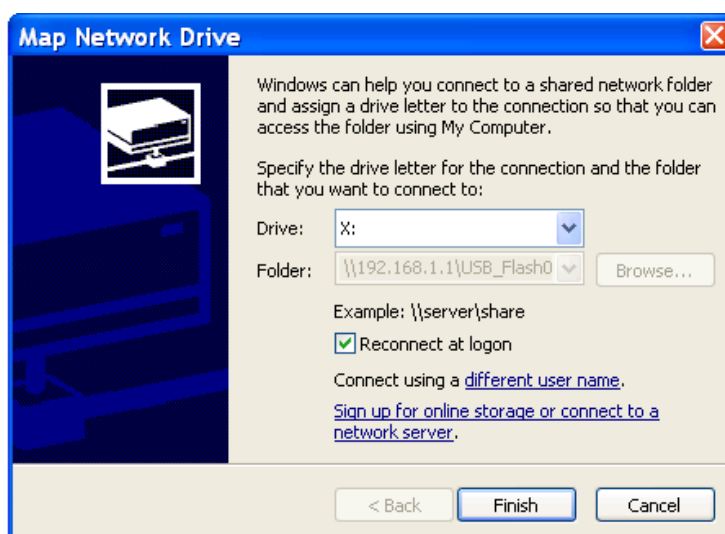 Map Network Drive
Windows can help you connect to a shared network folder
and assign a drive letter to the connection so that you can
access the folder using My Computer.
Specify the drive letter for the connection and the folder
that you want to connect to:
Drive: X:
Folder: \\192.168.1.1\USB_Flash0 Browse...
Example: \\server\share
Reconnect at logon
Connect using a different user name.
Sign up for online storage or connect to a
network server.
< Back Finish Cancel